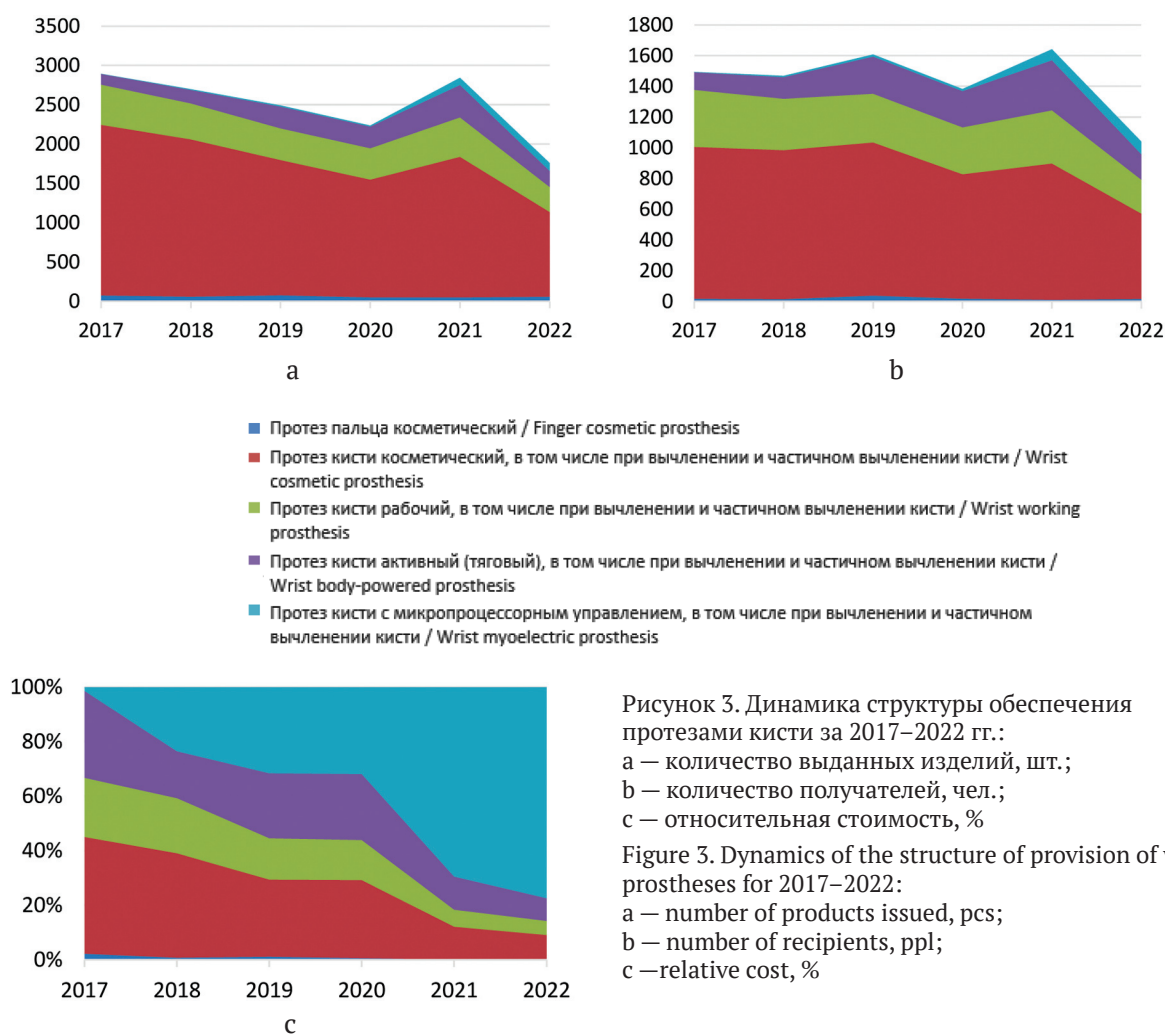 3500
3000
2500
2000
1500
1000
500
0
2017 2018 2019 2020 2021 2022
a
1800
1600
1400
1200
1000
800
600
400
200
0
2017 2018 2019 2020 2021 2022
b
Протез пальца косметический / Finger cosmetic prosthesis
Протез кисти косметический, в том числе при вычленении и частичном вычленении кисти / Wrist
cosmetic prosthesis
Протез кисти рабочий, в том числе при вычленении и частичном вычленении кисти / Wrist working
prosthesis
Протез кисти активный (тяговый), в том числе при вычленении и частичном вычленении кисти /
Wrist body-powered prosthesis
Протез кисти с микропроцессорным управлением, в том числе при вычленении и частичном
вычленении кисти / Wrist myoelectric prosthesis
100%
80%
60%
40%
20%
0%
2017 2018 2019 2020 2021 2022
c
Рисунок 3. Динамика структуры обеспечения
протезами кисти за 2017–2022 гг.:
a — количество выданных изделий, шт.;
b — количество получателей, чел.;
c — относительная стоимость, %
Figure 3. Dynamics of the structure of provision of
prostheses for 2017–2022:
a — number of products issued, pcs;
b — number of recipients, ppl;
c —relative cost, %